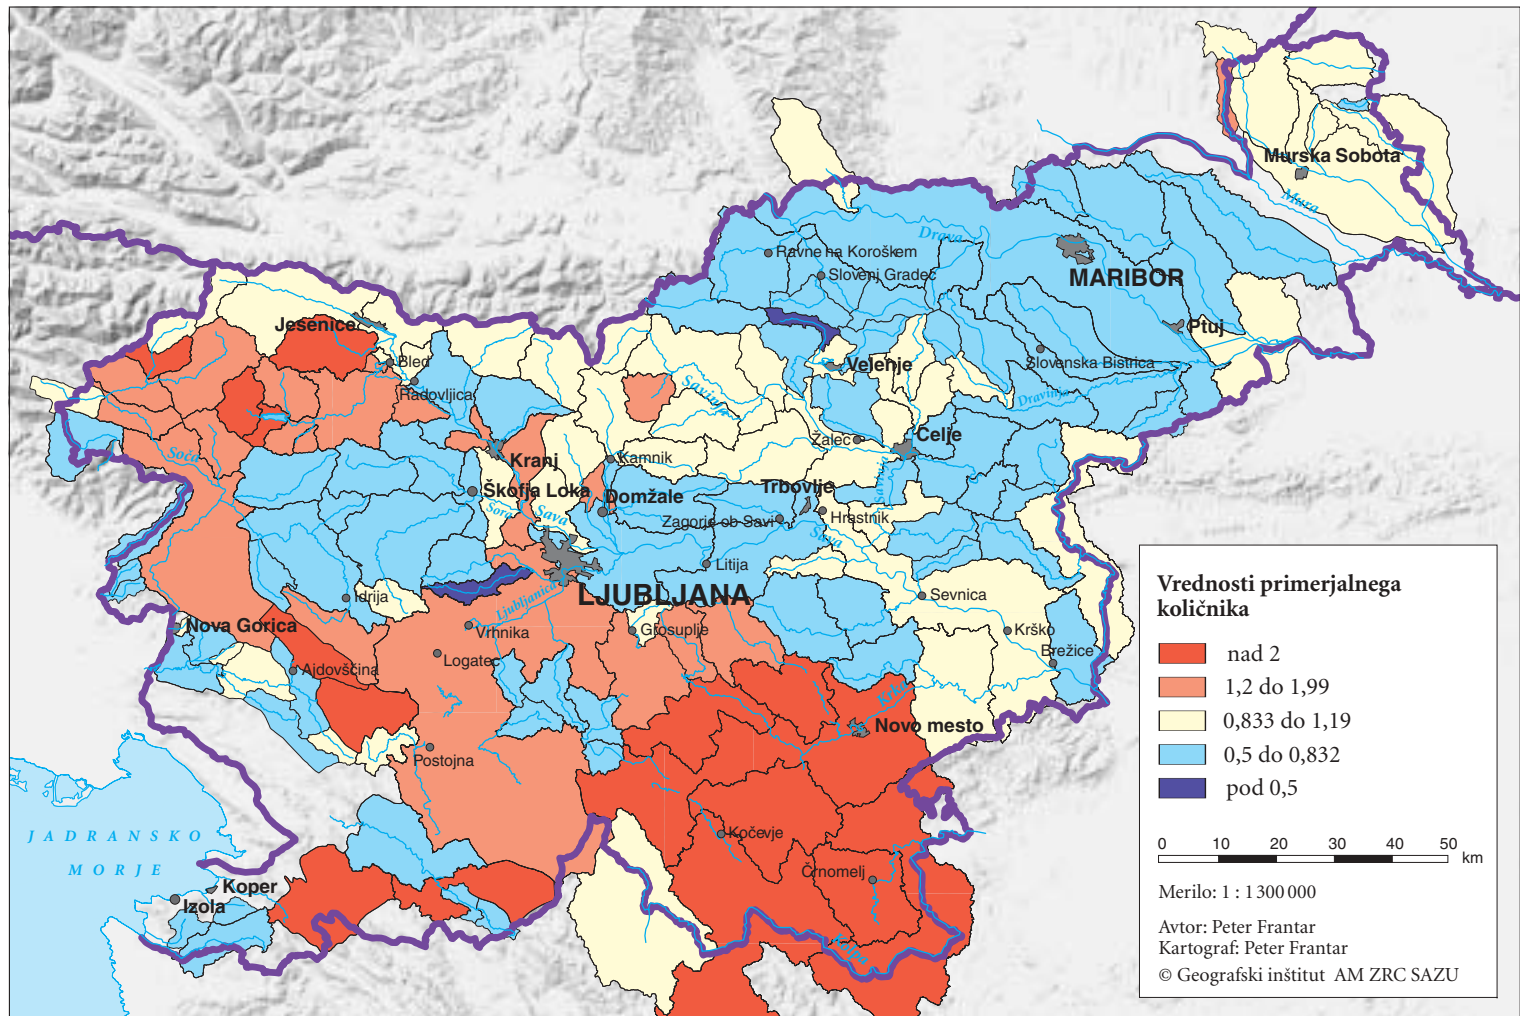 Murska Sobota
Mura
Drava
Ravne na Koroškem
Slovenj Gradec
MARIBOR
Jesenice
Ptuj
Bled
Velenje
Slovenska Bistrica
Radovljica
Savinja
Dravinja
Soča
Žalec
Celje
Kranj
Kamnik
Savinja
Škofja Loka
Domžale
Trbovlje
Sora
Sava
Zagorje ob Savi
Hrastnik
Sava
Litija
LJUBLJANA
Ljubljanica
Idrija
Sevnica
Nova Gorica
Vrhnika
Grosuplje
Krško
Logatec
Brežice
Ajdovščina
Krka
Novo mesto
Postojna
JADRANSKO
MORJE
Kočevje
Črnomelj
Koper
Izola
Kolpa
Vrednosti primerjalnega
količnika
nad 2
1,2 do 1,99
0,833 do 1,19
0,5 do 0,832
pod 0,5
0 10 20 30 40 50 km
Merilo: 1 : 1 300 000
Avtor: Peter Frantar
Kartograf: Peter Frantar
© Geografski inštitut AM ZRC SAZU